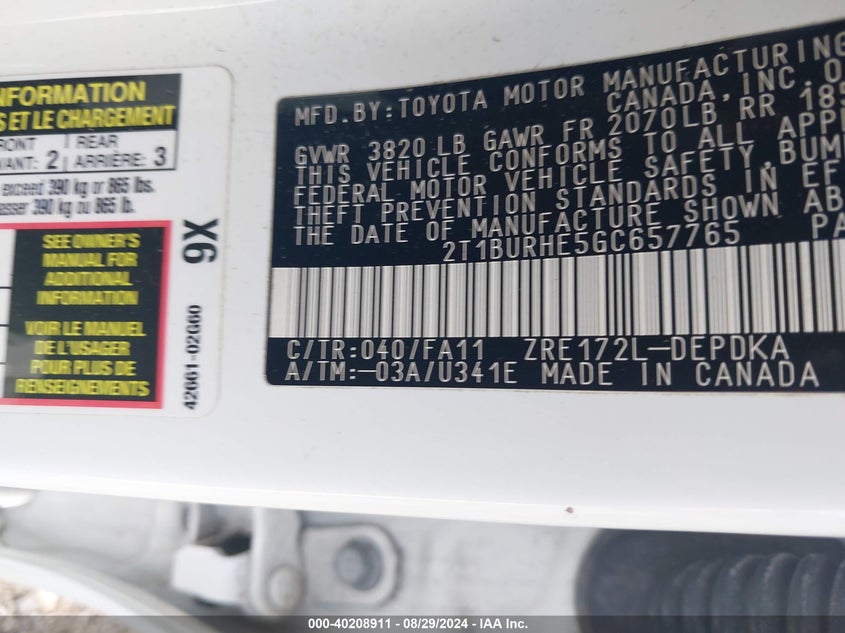 INFORMATION
ET LE CHARGEMENT
REAR
2 ARRIÈRE: 3
exceed 390 kg or 865 lbs.
390 kg ou 865 lb.
SEE OWNER'S
MANUAL FOR
ADDITIONAL
INFORMATION
VOIR LE MANUEL
DE L'USAGER
POUR PLUS DE
RENSEIGNEMENTS
9X
42661-02G60
MFD.BY:TOYOTA MOTOR MANUFACTURING
CANADA,INC.
GVWR 3820 LB GAWR FR 2070LB, RR
THIS VEHICLE CONFORMS TO ALL
FEDERAL MOTOR VEHICLE SAFETY,
THEFT PREVENTION STANDARDS IN
THE DATE OF MANUFACTURE SHOWN
2T1BURHE5GC657765
C/TR:040/FA11 ZRE172L-DEPDKA
A/TM:-03A/U341E MADE IN CANADA
000-40208911 - 08/29/2024 - IAA Inc.